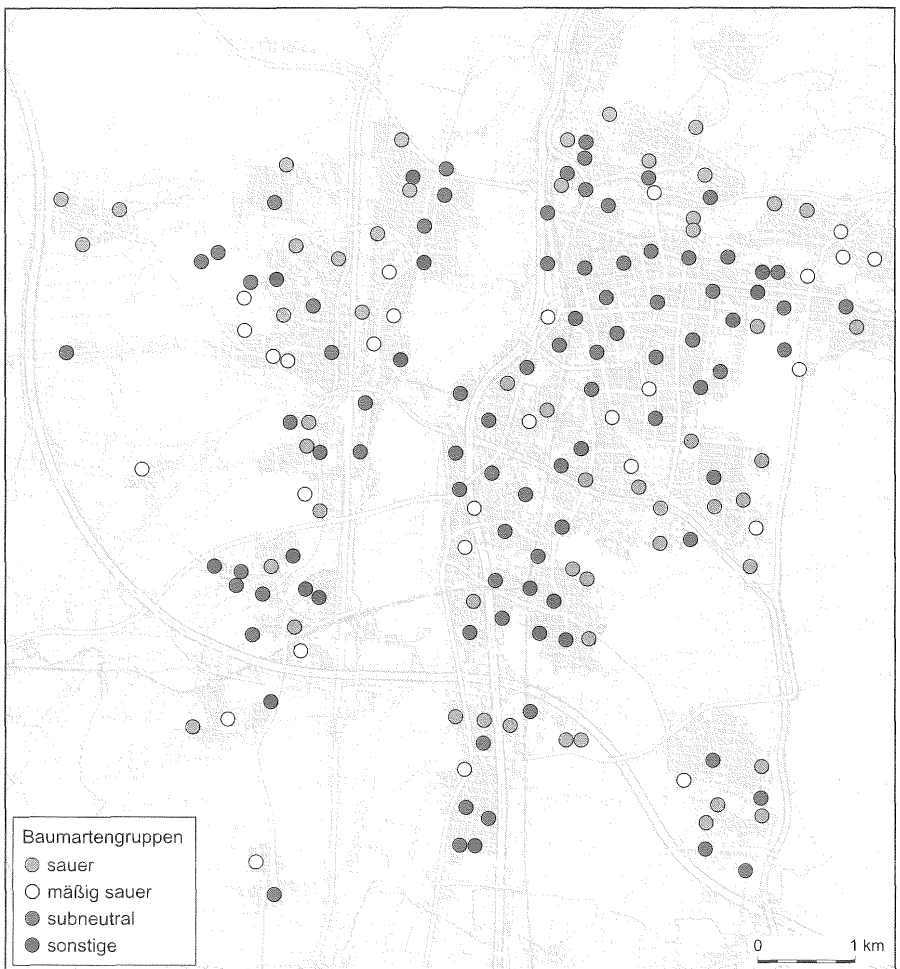 Baumartengruppen
sauer
mäßig sauer
subneutral
sonstige
0 1 km